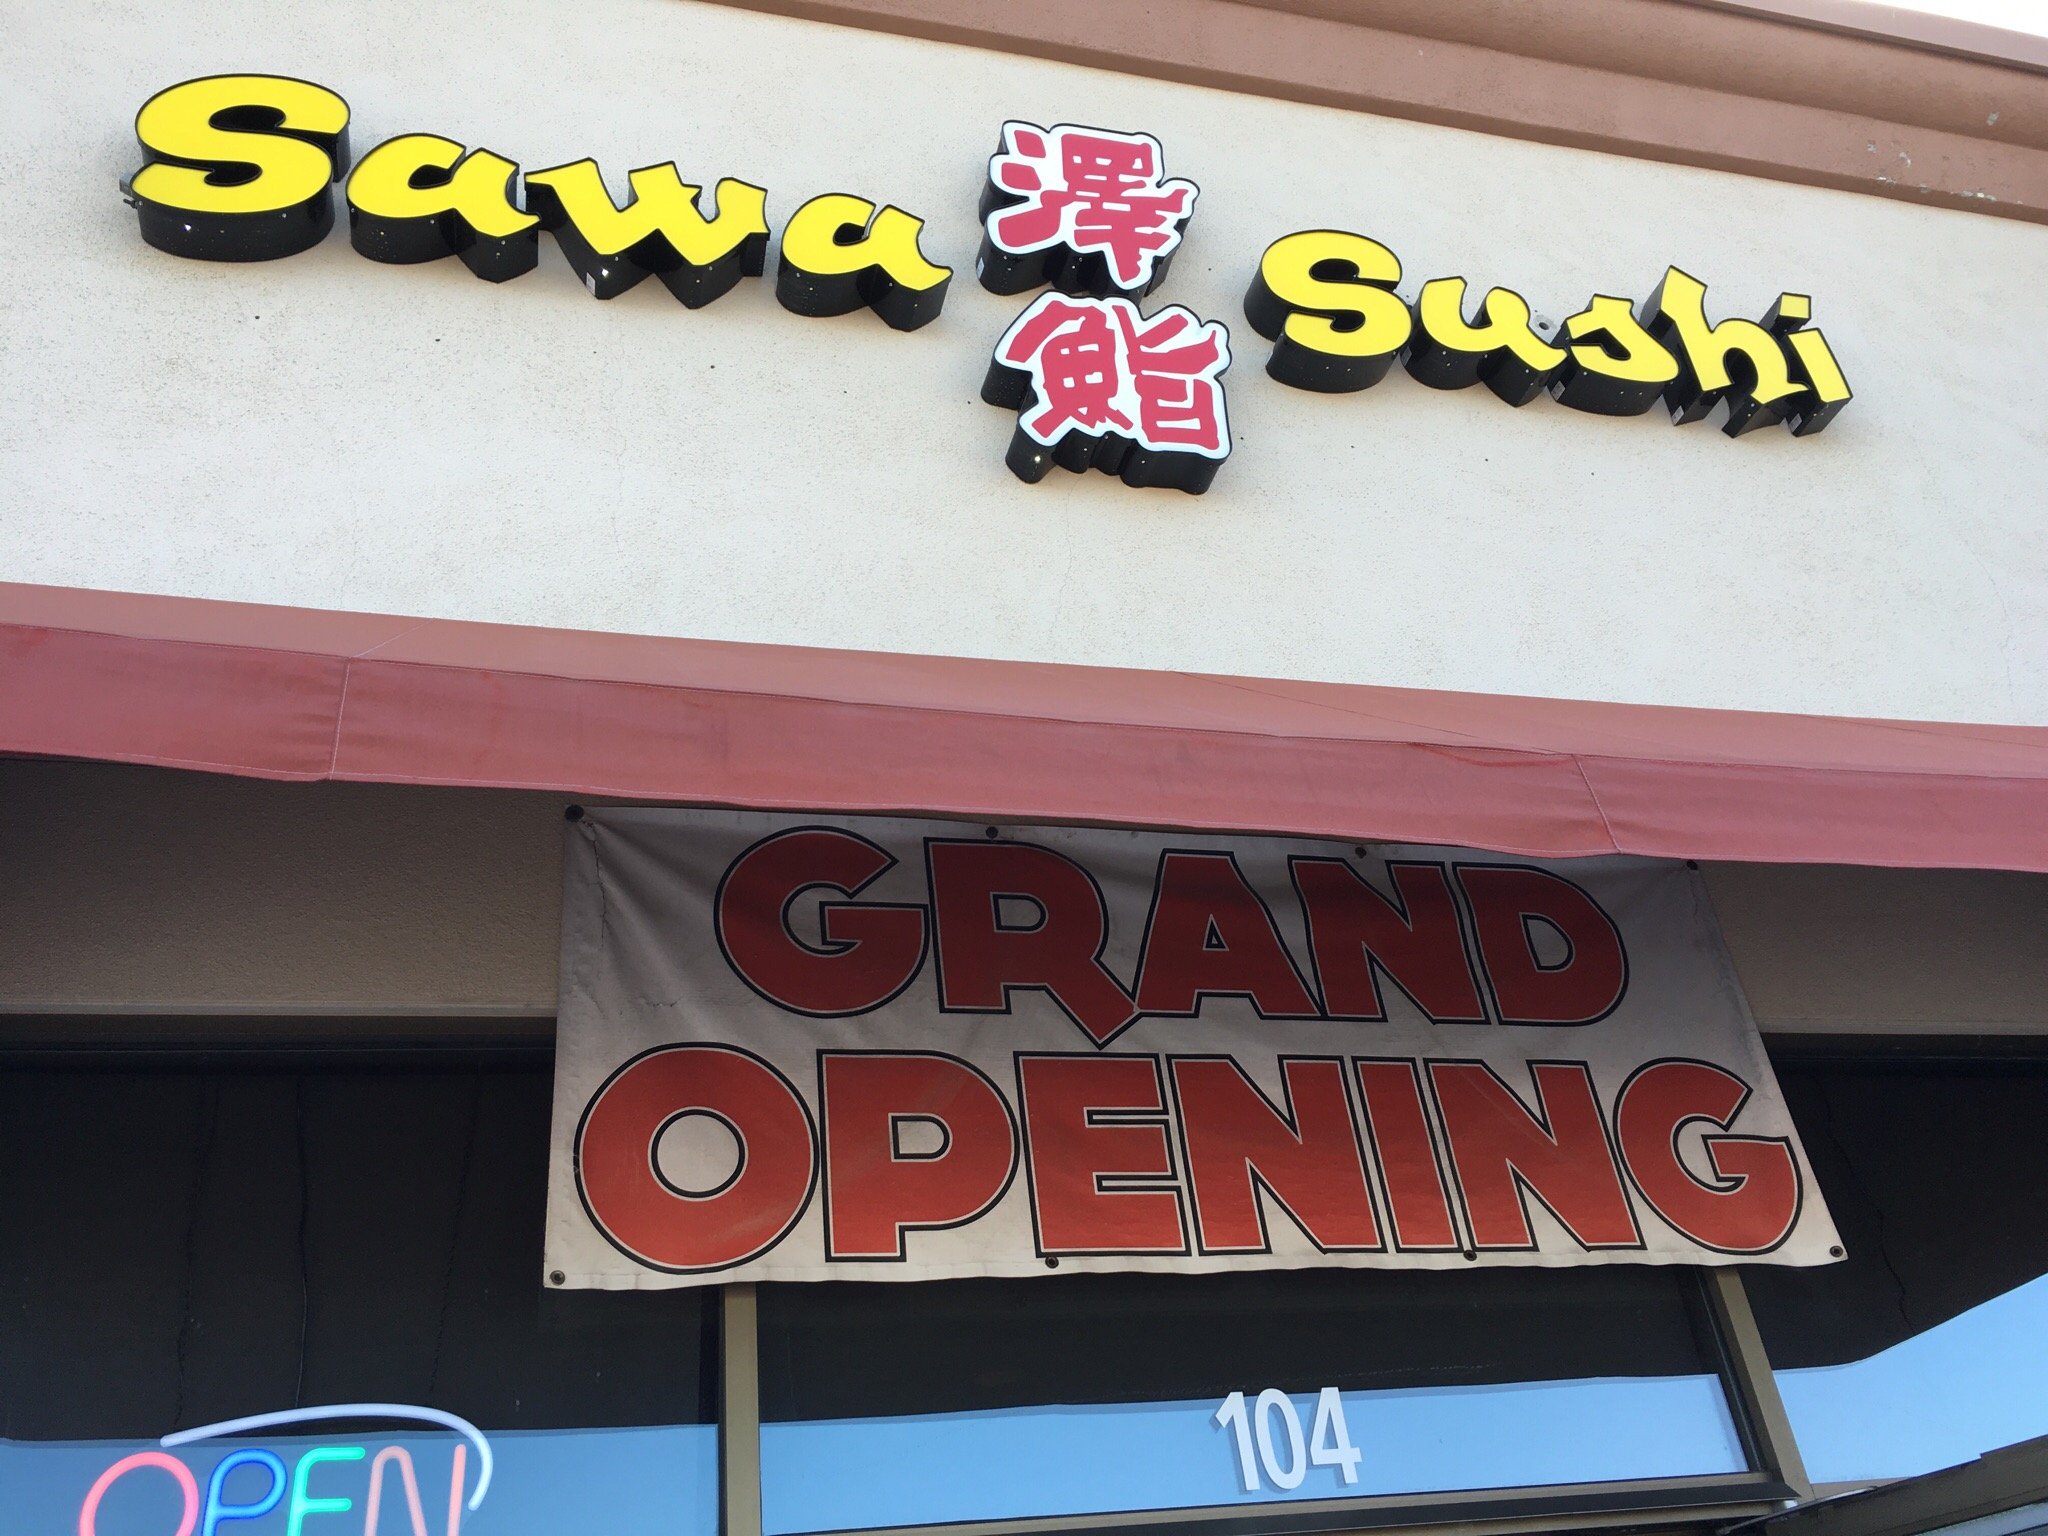 Sawa 澤鮨 Sushi
GRAND
OPENING
104
OPEN